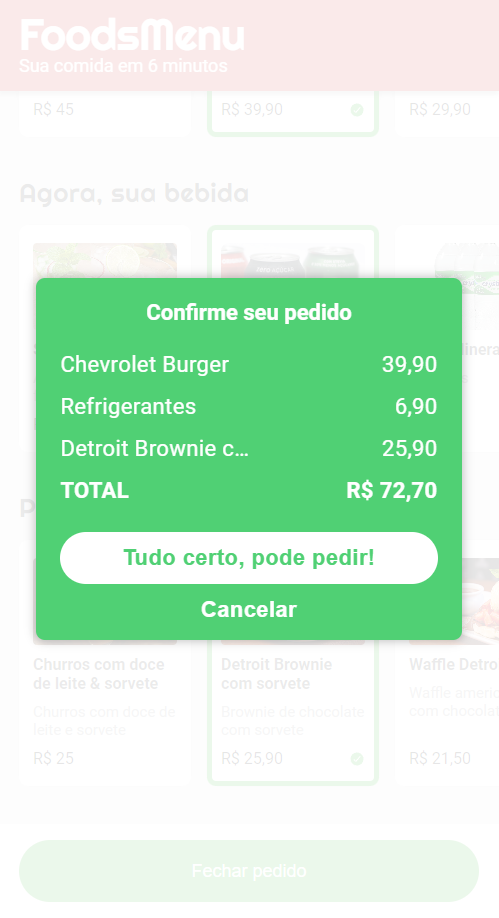 FoodsMenu
Sua comida em 6 minutos
R$ 45
R$ 39,90
R$ 29,90
Agora, sua bebida
Confirme seu pedido
Chevrolet Burger 39,90
Refrigerantes 6,90
Detroit Brownie c... 25,90
TOTAL R$ 72,70
Tudo certo, pode pedir!
Cancelar
Churros com doce
de leite & sorvete
Churros com doce de
leite e sorvete
R$ 25
Detroit Brownie
com sorvete
Brownie de chocolate
com sorvete
R$ 25,90
Waffle Detro
Waffle americ
com chocolat
R$ 21,50
Fechar pedido